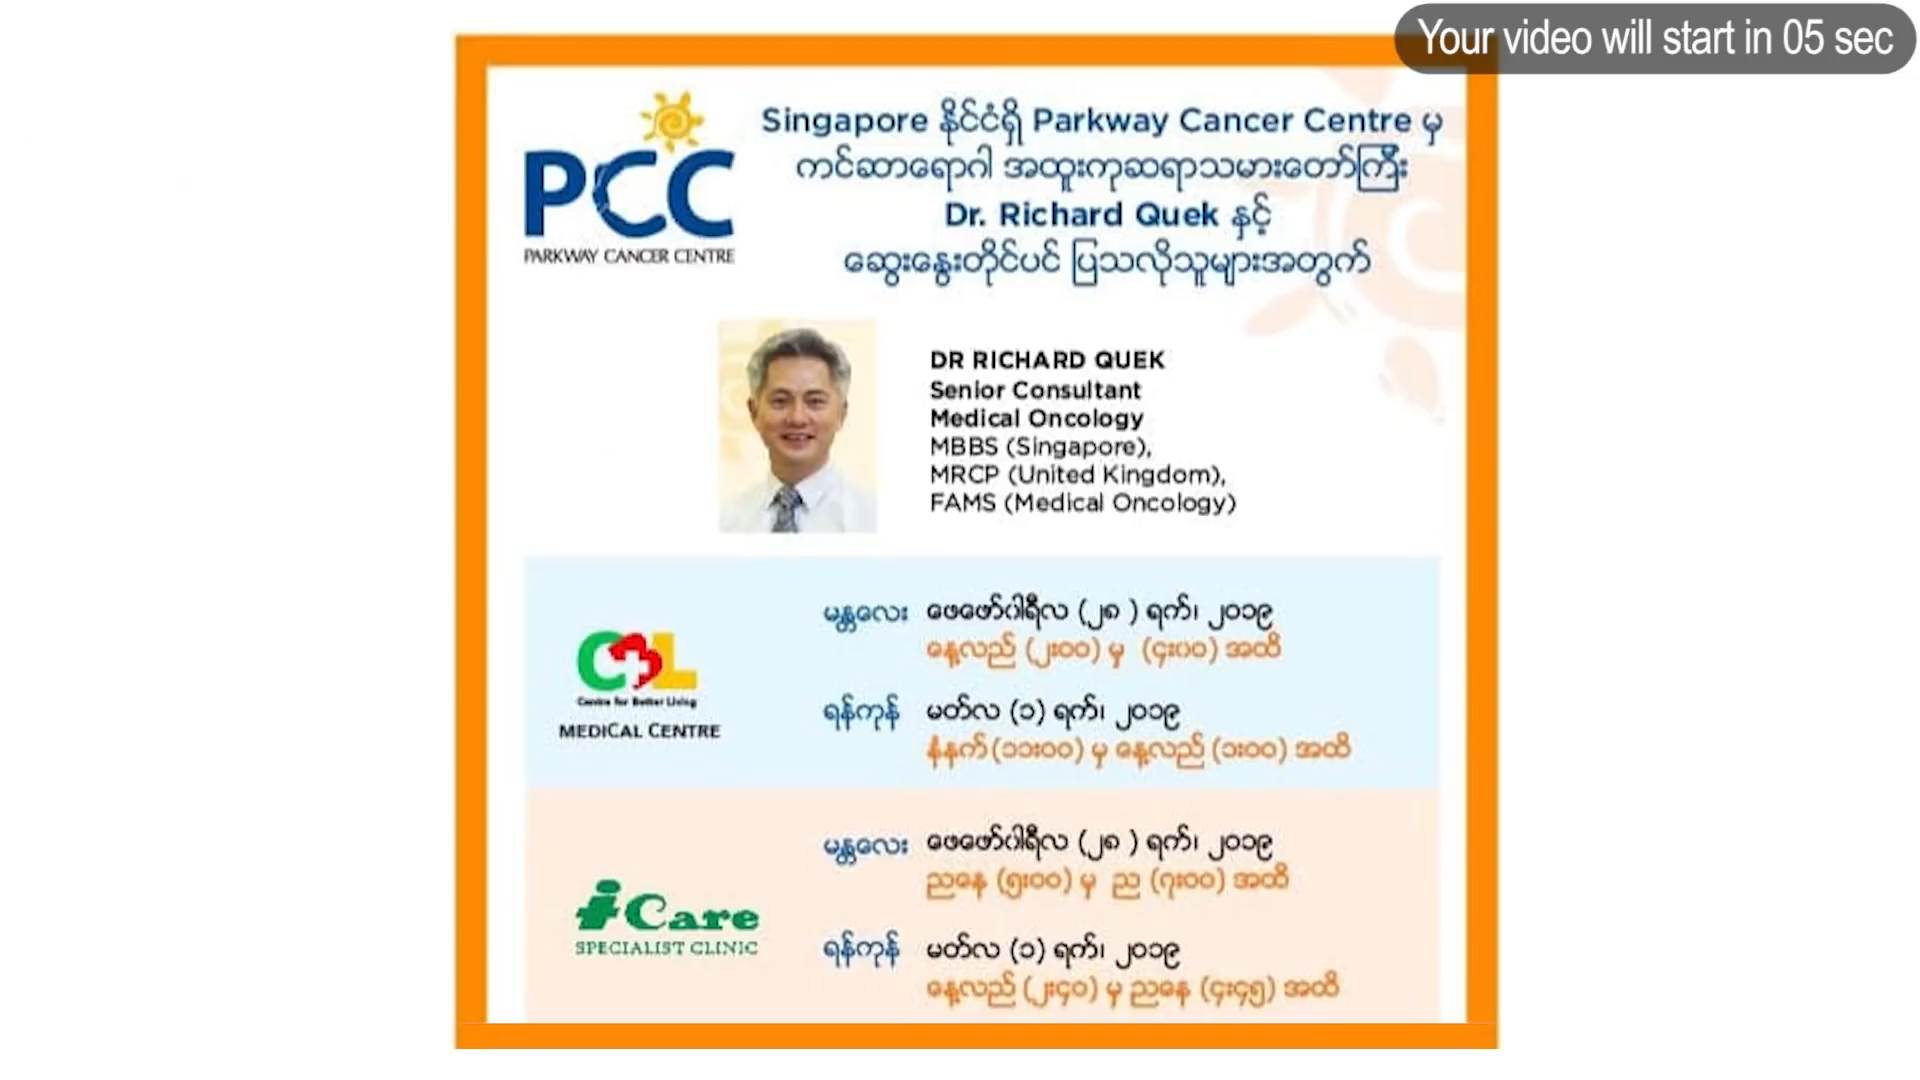 Your video will start in 05 sec
PCC
PARKWAY CANCER CENTRE
Singapore နိုင်ငံရှိ Parkway Cancer Centre မှ
ကင်ဆာရောဂါ အထူးကုဆရာသမားတော်ကြီး
Dr. Richard Quek နှင့်
ဆွေးနွေးတိုင်ပင် ပြသလိုသူများအတွက်
DR RICHARD QUEK
Senior Consultant
Medical Oncology
MBBS (Singapore),
MRCP (United Kingdom),
FAMS (Medical Oncology)
CBL
Centre for Better Living
MEDICAL CENTRE
မန္တလေး ဖေဖော်ဝါရီလ (၂၈ ) ရက်၊ ၂၀၁၉
နေ့လည် (၂း၀၀) မှ (၄း၀၀) အထိ
ရန်ကုန် မတ်လ (၁) ရက်၊ ၂၀၁၉
နံနက် (၁၁း၀၀) မှ နေ့လည် (၁း၀၀) အထိ
iCare
SPECIALIST CLINIC
မန္တလေး ဖေဖော်ဝါရီလ (၂၈ ) ရက်၊ ၂၀၁၉
ညနေ (၅း၀၀) မှ ည (၇း၀၀) အထိ
ရန်ကုန် မတ်လ (၁) ရက်၊ ၂၀၁၉
နေ့လည် (၂း၄၀) မှ ညနေ (၄း၄၅) အထိ